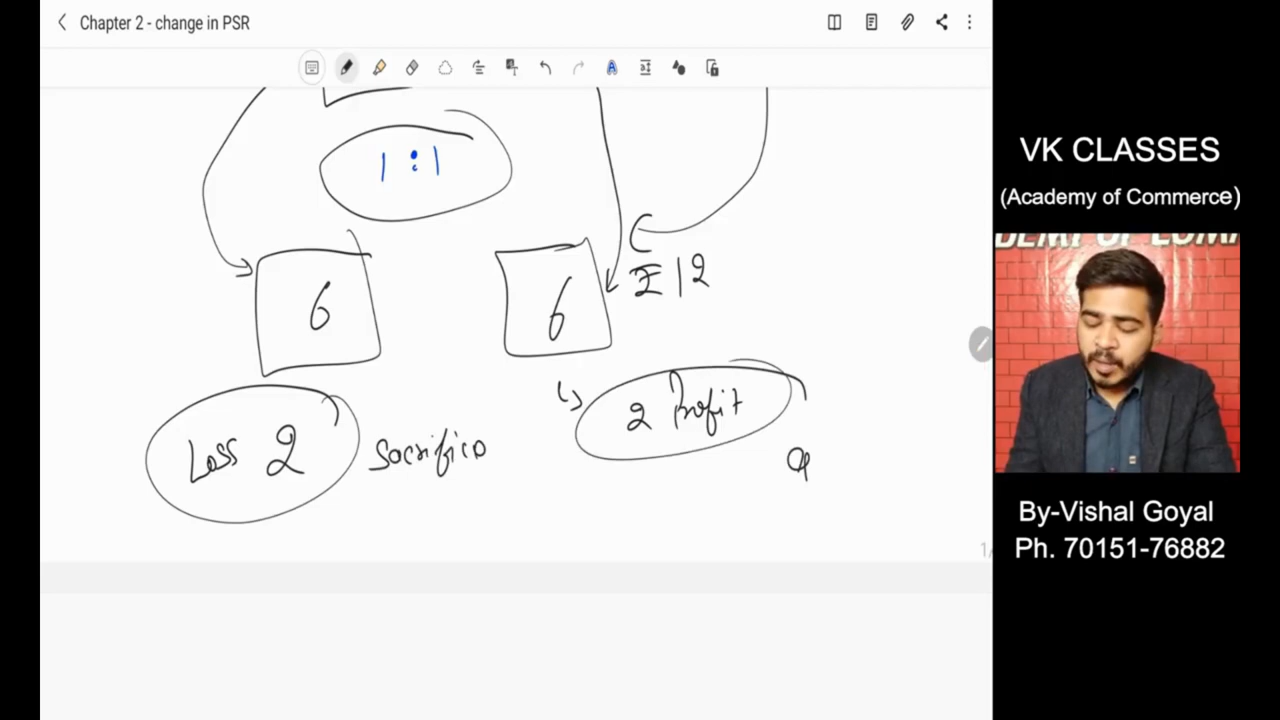 Chapter 2 - change in PSR
1 : 1
6
6
₹ 12
Loss 2
Sacrifice
2 Profit
VK CLASSES
(Academy of Commerce)
By-Vishal Goyal
Ph. 70151-76882